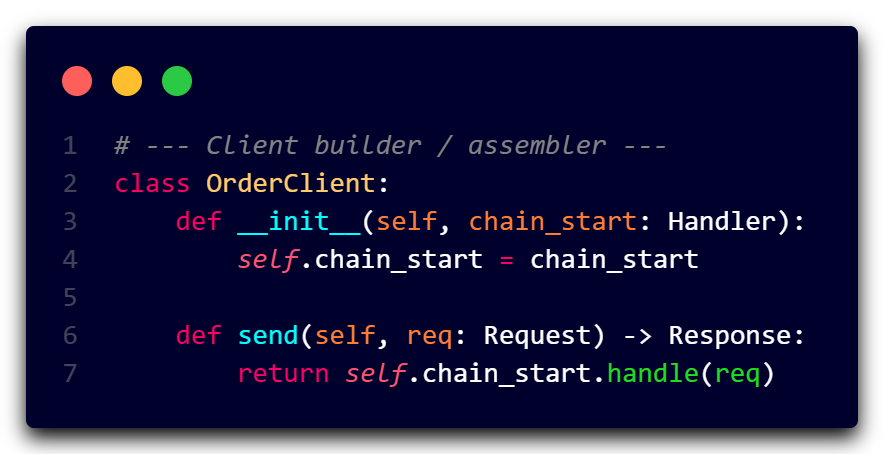 1 # --- Client builder / assembler ---
2 class OrderClient:
3     def __init__(self, chain_start: Handler):
4         self.chain_start = chain_start
5
6     def send(self, req: Request) -> Response:
7         return self.chain_start.handle(req)